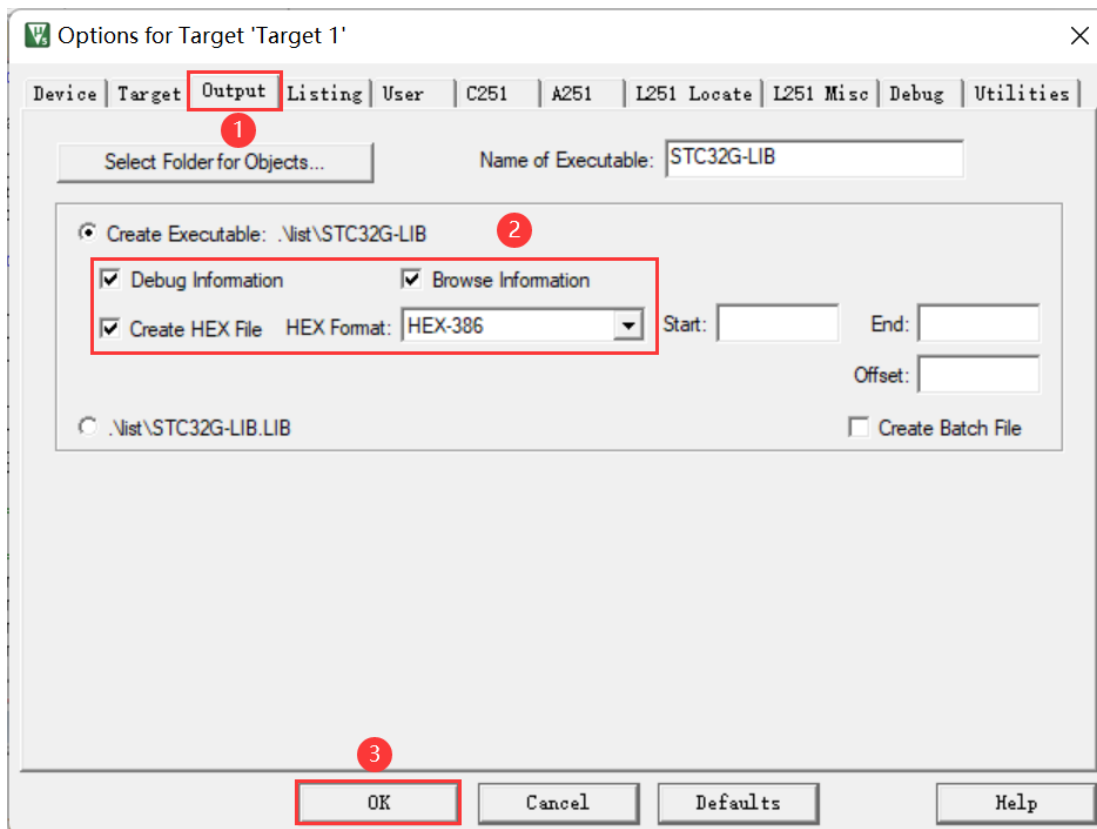 Options for Target 'Target 1'
Device Target Output Listing User C251 A251 L251 Locate L251 Misc Debug Utilities
1
Select Folder for Objects... Name of Executable: STC32G-LIB
Create Executable: .\list\STC32G-LIB 2
Debug Information Browse Information
Create HEX File HEX Format: HEX-386 Start: End:
Offset:
.\list\STC32G-LIB.LIB Create Batch File
3
OK Cancel Defaults Help